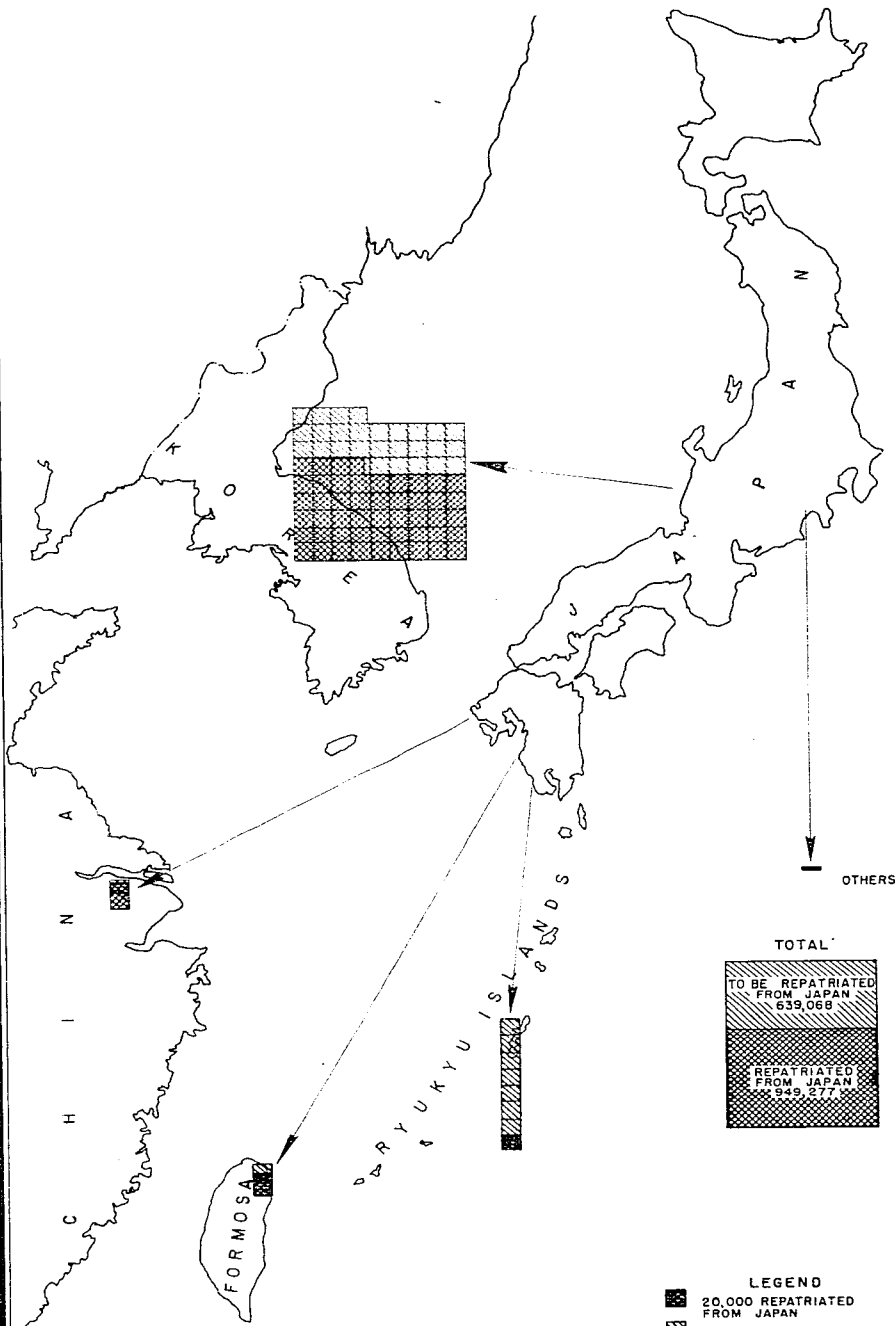 KOREA
JAPAN
CHINA
RYUKYU ISLANDS
FORMOSA
OTHERS
TOTAL
TO BE REPATRIATED
FROM JAPAN
639,068
REPATRIATED
FROM JAPAN
949,277
LEGEND
20,000 REPATRIATED
FROM JAPAN